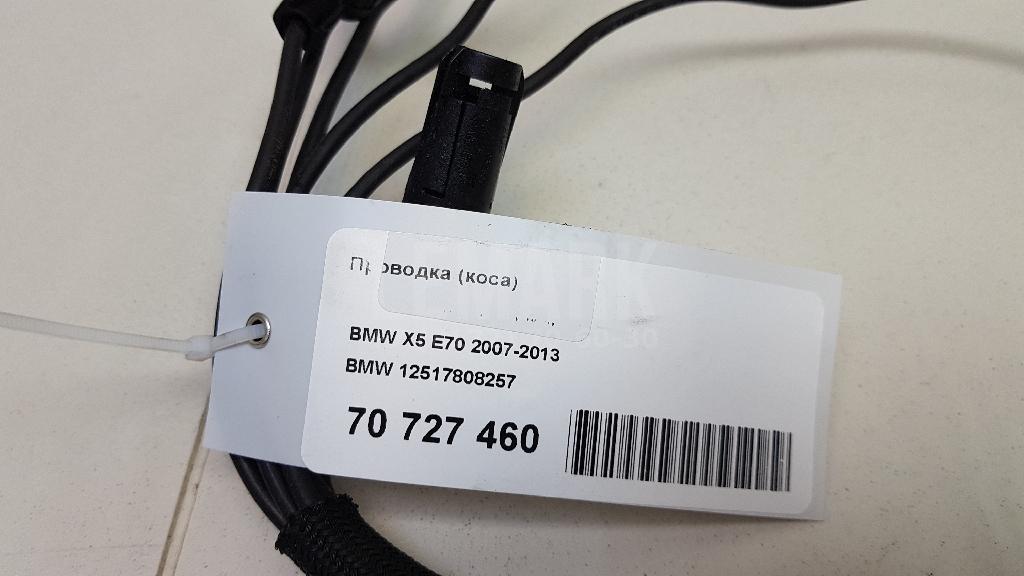 Проводка (коса)
BMW X5 E70 2007-2013
BMW 12517808257
70 727 460